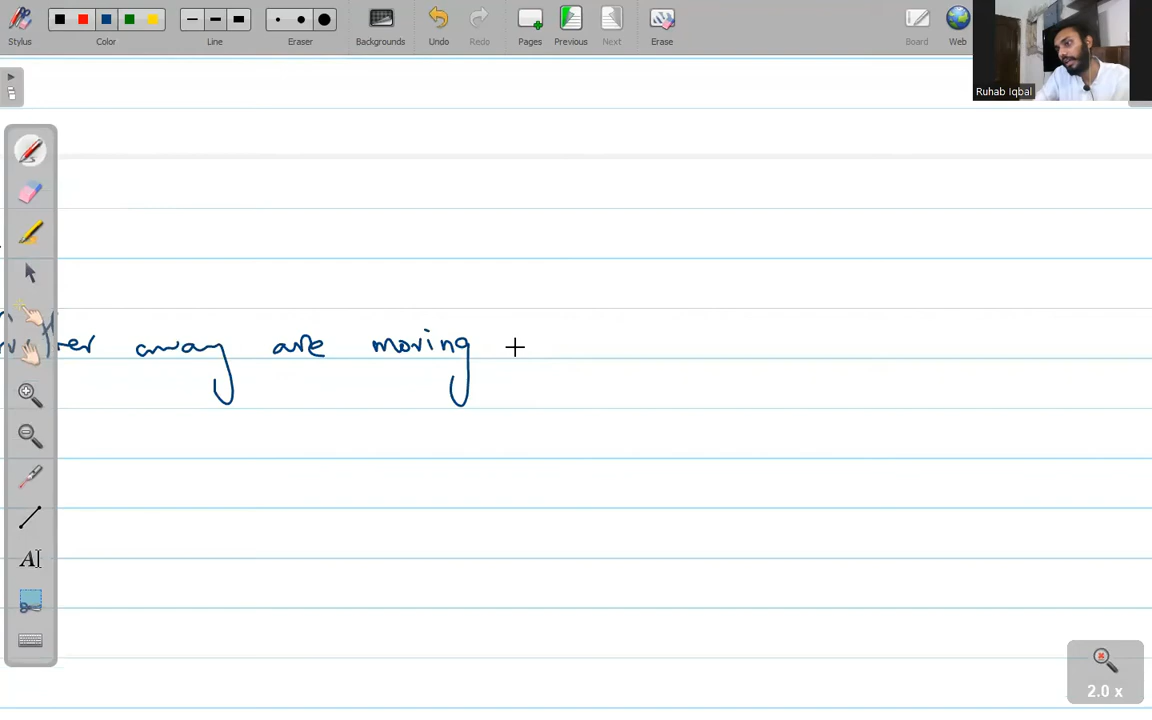 Stylus Color Line Eraser Backgrounds Undo Redo Pages Previous Next Erase Board Web
Ruhab Iqbal
away are moving
2.0 x